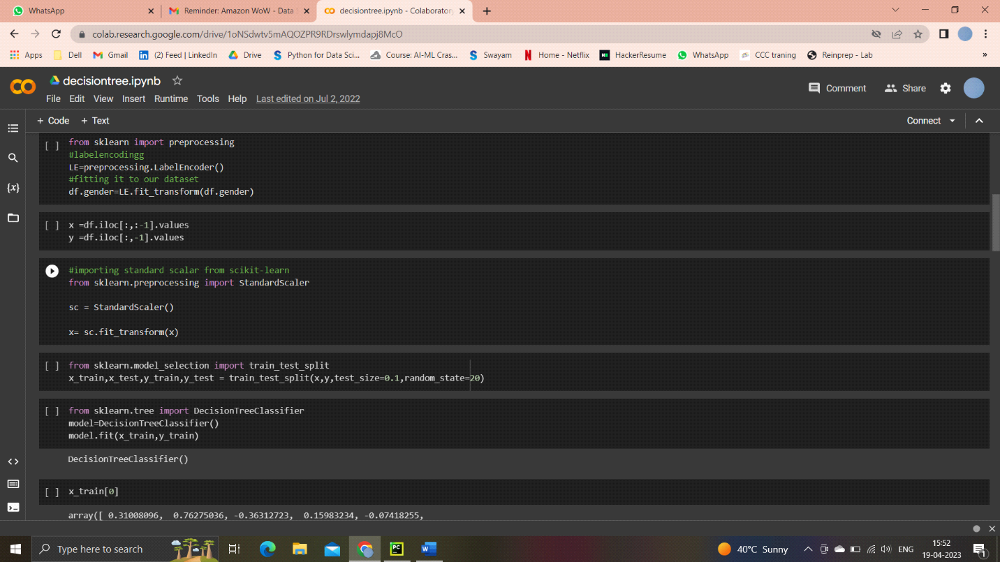 WhatsApp
Reminder: Amazon WoW - Data
decisiontree.ipynb - Colaboratory
colab.research.google.com/drive/1oNSdwtv5mAQOZPR9RDrswlymdapj8McO
Apps Dell Gmail (2) Feed | LinkedIn Drive Python for Data Sci... Course: AI-ML Cras... Swayam Home - Netflix HackerResume WhatsApp CCC traning Reinprep - Lab »
decisiontree.ipynb
Comment Share
File Edit View Insert Runtime Tools Help Last edited on Jul 2, 2022
+ Code + Text Connect
[ ] from sklearn import preprocessing
#labelencodingg
LE=preprocessing.LabelEncoder()
#fitting it to our dataset
df.gender=LE.fit_transform(df.gender)
[ ] x =df.iloc[:,:-1].values
y =df.iloc[:,-1].values
#importing standard scalar from scikit-learn
from sklearn.preprocessing import StandardScaler
sc = StandardScaler()
x= sc.fit_transform(x)
[ ] from sklearn.model_selection import train_test_split
x_train,x_test,y_train,y_test = train_test_split(x,y,test_size=0.1,random_state=20)
[ ] from sklearn.tree import DecisionTreeClassifier
model=DecisionTreeClassifier()
model.fit(x_train,y_train)
DecisionTreeClassifier()
[ ] x_train[0]
array([ 0.31008096, 0.76275036, -0.36312723, 0.15983234, -0.07418255,
Type here to search
40°C Sunny
ENG
15:52
19-04-2023
1